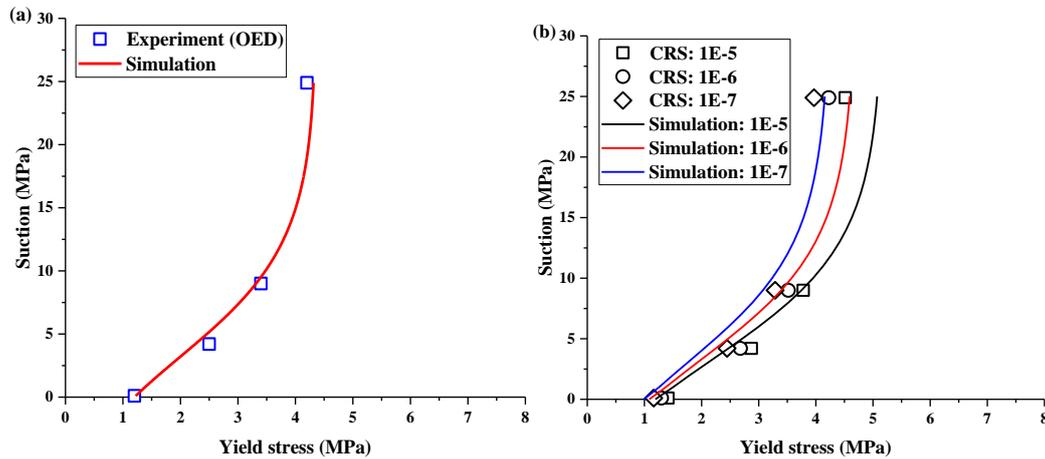 (a)
30
25
20
15
10
5
0
Suction (MPa)
Experiment (OED)
Simulation
0 1 2 3 4 5 6 7 8
Yield stress (MPa)
(b)
30
25
20
15
10
5
0
Suction (MPa)
CRS: 1E-5
CRS: 1E-6
CRS: 1E-7
Simulation: 1E-5
Simulation: 1E-6
Simulation: 1E-7
0 1 2 3 4 5 6 7 8
Yield stress (MPa)